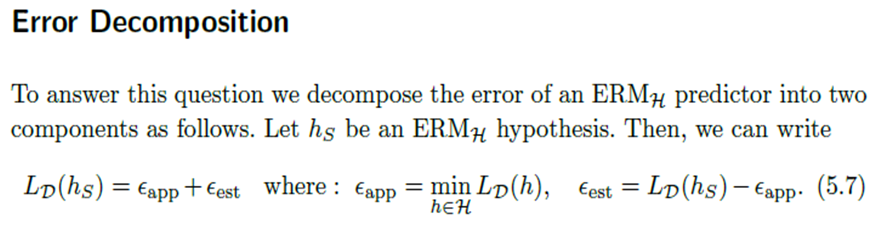 Error Decomposition
To answer this question we decompose the error of an ERM_ℋ predictor into two
components as follows. Let h_S be an ERM_ℋ hypothesis. Then, we can write
L_𝒟(h_S) = ϵ_app + ϵ_est where : ϵ_app = min_{h∈ℋ} L_𝒟(h), ϵ_est = L_𝒟(h_S) − ϵ_app. (5.7)